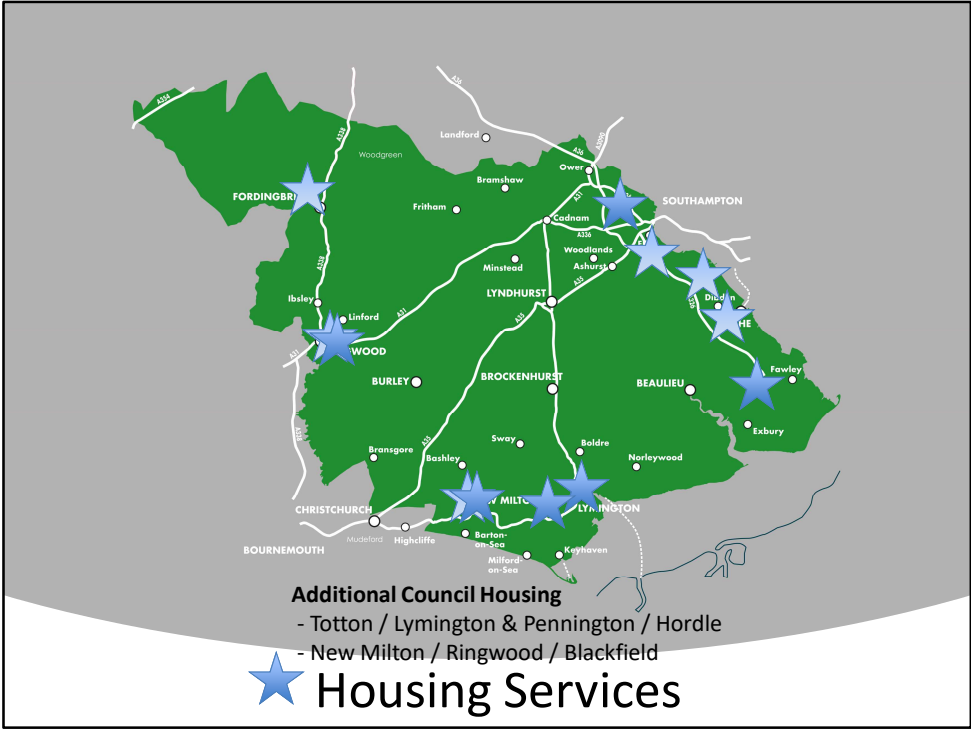 A354
A338
A36
Landford
A3090
Woodgreen
A36
Ower
Bramshaw
FORDINGBRI
A31
SOUTHAMPTON
Fritham
Cadnam
A336
Woodlands
Minstead
Ashurst
A338
A35
LYNDHURST
Ibsley
Linford
A31
A35
HE
A31
WOOD
Fawley
BURLEY
BROCKENHURST
BEAULIEU
Exbury
A338
A35
Sway
Boldre
Bransgore
Bashley
Norleywood
W MILTO
LYMINGTON
CHRISTCHURCH
Mudeford
Highcliffe
Barton-
on-Sea
BOURNEMOUTH
Keyhaven
Milford-
on-Sea
Additional Council Housing
- Totton / Lymington & Pennington / Hordle
- New Milton / Ringwood / Blackfield
Housing Services